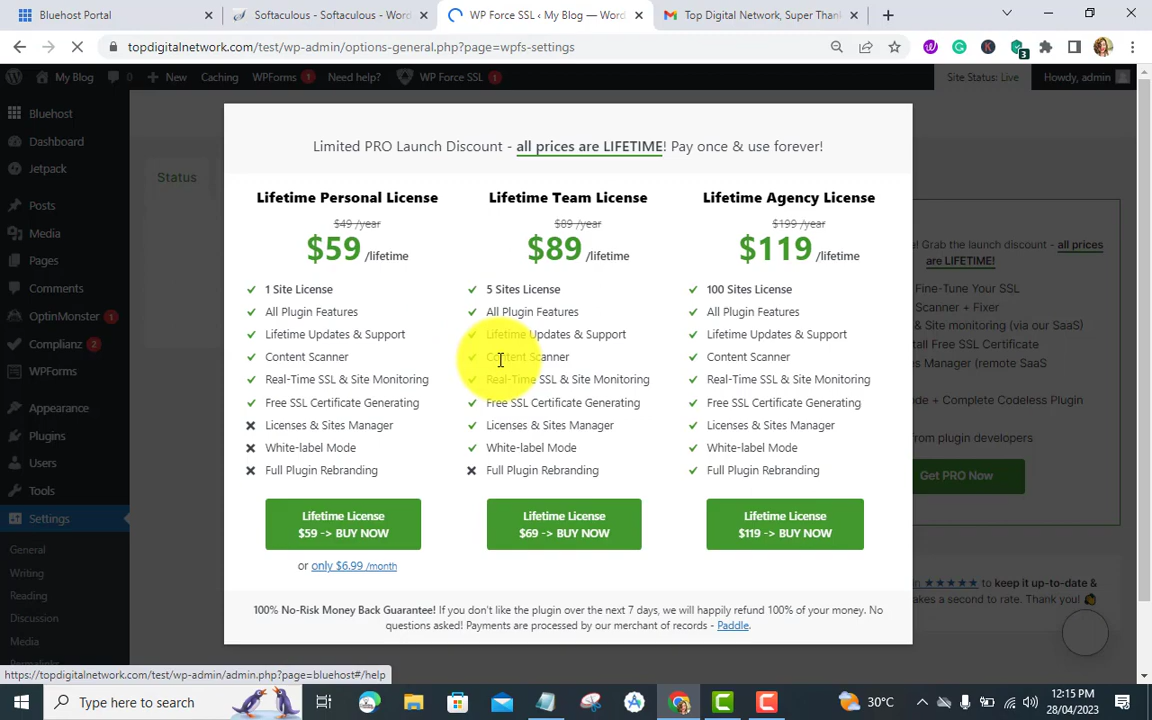 Bluehost Portal
Softaculous - Softaculous - Word
WP Force SSL ‹ My Blog — Word
Top Digital Network, Super Thank
topdigitalnetwork.com/test/wp-admin/options-general.php?page=wpfs-settings
3
My Blog
0
New
Caching
WPForms 1
Need help?
WP Force SSL 1
Site Status: Live
Howdy, admin
Bluehost
Dashboard
Jetpack
Posts
Media
Pages
Comments
OptinMonster 1
Complianz 2
WPForms
Appearance
Plugins
Users
Tools
Settings
General
Writing
Reading
Discussion
Media
Status
Limited PRO Launch Discount - all prices are LIFETIME! Pay once & use forever!
Lifetime Personal License
$49 /year
$59 /lifetime
1 Site License
All Plugin Features
Lifetime Updates & Support
Content Scanner
Real-Time SSL & Site Monitoring
Free SSL Certificate Generating
Licenses & Sites Manager
White-label Mode
Full Plugin Rebranding
Lifetime License
$59 -> BUY NOW
or only $6.99 /month
Lifetime Team License
$89 /year
$89 /lifetime
5 Sites License
All Plugin Features
Lifetime Updates & Support
Content Scanner
Real-Time SSL & Site Monitoring
Free SSL Certificate Generating
Licenses & Sites Manager
White-label Mode
Full Plugin Rebranding
Lifetime License
$69 -> BUY NOW
Lifetime Agency License
$199 /year
$119 /lifetime
100 Sites License
All Plugin Features
Lifetime Updates & Support
Content Scanner
Real-Time SSL & Site Monitoring
Free SSL Certificate Generating
Licenses & Sites Manager
White-label Mode
Full Plugin Rebranding
Lifetime License
$119 -> BUY NOW
100% No-Risk Money Back Guarantee! If you don't like the plugin over the next 7 days, we will happily refund 100% of your money. No
questions asked! Payments are processed by our merchant of records - Paddle.
! Grab the launch discount - all prices
are LIFETIME!
Fine-Tune Your SSL
Scanner + Fixer
& Site monitoring (via our SaaS)
Free SSL Certificate
Manager (remote SaaS
+ Complete Codeless Plugin
from plugin developers
Get PRO Now
★★★★★ to keep it up-to-date &
takes a second to rate. Thank you!
https://topdigitalnetwork.com/test/wp-admin/admin.php?page=bluehost#/help
Type here to search
30°C
12:15 PM
28/04/2023